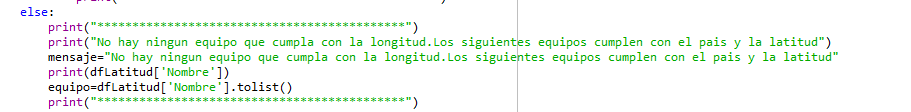 else:
print("********************************************")
print("No hay ningun equipo que cumpla con la longitud.Los siguientes equipos cumplen con el pais y la latitud")
mensaje="No hay ningun equipo que cumpla con la longitud.Los siguientes equipos cumplen con el pais y la latitud"
print(dfLatitud['Nombre'])
equipo=dfLatitud['Nombre'].tolist()
print("********************************************")